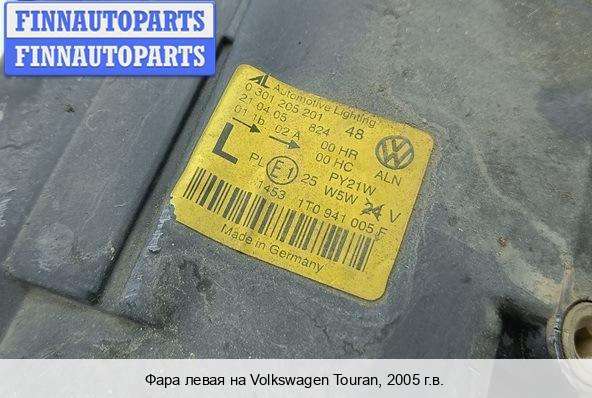 FINNAUTOPARTS
FINNAUTOPARTS
AL Automotive Lighting
0 301 205 201
21 04 05 824 48
01 1b 02 A 00 HR
00 HC
ALN
L PL E1 25 PY21W
W5W 24 V
1453 1T0 941 005 F
Made in Germany
Фара левая на Volkswagen Touran, 2005 г.в.